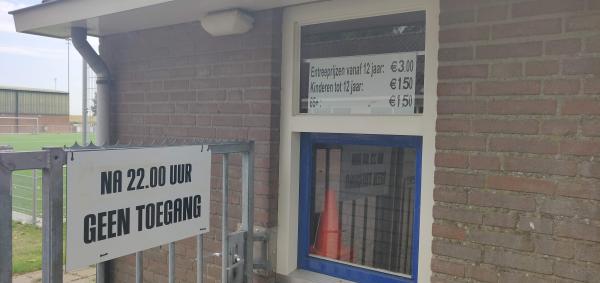 NA 22.00 UUR
GEEN TOEGANG
Entreeprijzen vanaf 12 jaar: €3.00
Kinderen tot 12 jaar: €1.50
65+: €1.50